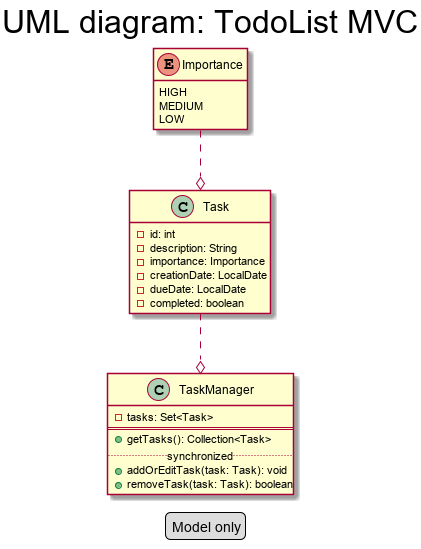 UML diagram: TodoList MVC
E Importance
HIGH
MEDIUM
LOW
C Task
id: int
description: String
importance: Importance
creationDate: LocalDate
dueDate: LocalDate
completed: boolean
C TaskManager
tasks: Set<Task>
getTasks(): Collection<Task>
synchronized
addOrEditTask(task: Task): void
removeTask(task: Task): boolean
Model only